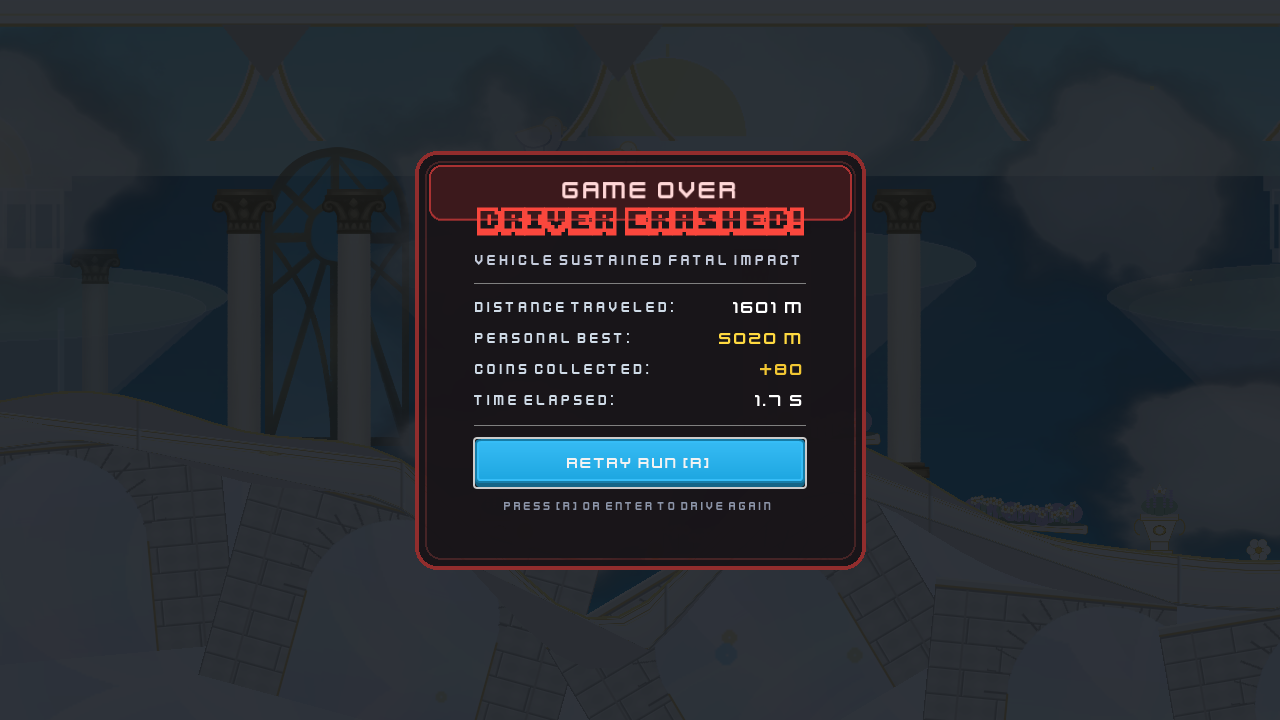 GAME OVER
DRIVER CRASHED!
VEHICLE SUSTAINED FATAL IMPACT
DISTANCE TRAVELED: 1601 M
PERSONAL BEST: 5020 M
COINS COLLECTED: +80
TIME ELAPSED: 1.7 S
RETRY RUN [R]
PRESS [R] OR ENTER TO DRIVE AGAIN